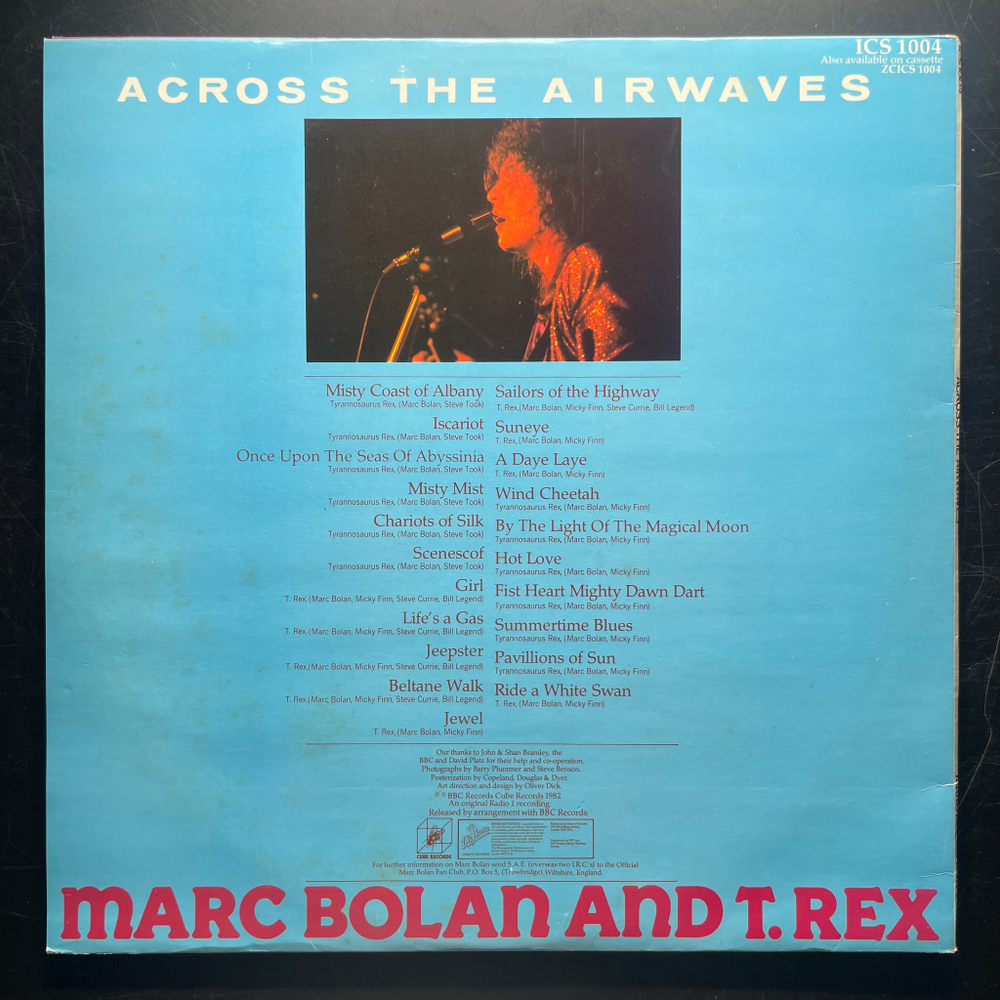 ICS 1004
Also available on cassette
ZCICS 1004
ACROSS THE AIRWAVES
Misty Coast of Albany
Tyrannosaurus Rex, (Marc Bolan, Steve Took)
Iscariot
Tyrannosaurus Rex, (Marc Bolan, Steve Took)
Once Upon The Seas Of Abyssinia
Tyrannosaurus Rex, (Marc Bolan, Steve Took)
Misty Mist
Tyrannosaurus Rex, (Marc Bolan, Steve Took)
Chariots of Silk
Tyrannosaurus Rex, (Marc Bolan, Steve Took)
Scenescof
Tyrannosaurus Rex, (Marc Bolan, Steve Took)
Girl
T. Rex, (Marc Bolan, Micky Finn, Steve Currie, Bill Legend)
Life's a Gas
T. Rex, (Marc Bolan, Micky Finn, Steve Currie, Bill Legend)
Jeepster
T. Rex,(Marc Bolan, Micky Finn, Steve Currie, Bill Legend)
Beltane Walk
T. Rex,(Marc Bolan, Micky Finn, Steve Currie, Bill Legend)
Jewel
T. Rex, (Marc Bolan, Micky Finn)
Sailors of the Highway
T. Rex,(Marc Bolan, Micky Finn, Steve Currie, Bill Legend)
Suneye
T. Rex, (Marc Bolan, Micky Finn)
A Daye Laye
T. Rex, (Marc Bolan, Micky Finn)
Wind Cheetah
Tyrannosaurus Rex, (Marc Bolan, Micky Finn)
By The Light Of The Magical Moon
Tyrannosaurus Rex, (Marc Bolan, Micky Finn)
Hot Love
Tyrannosaurus Rex, (Marc Bolan, Micky Finn)
Fist Heart Mighty Dawn Dart
Tyrannosaurus Rex, (Marc Bolan, Micky Finn)
Summertime Blues
Tyrannosaurus Rex, (Marc Bolan, Micky Finn)
Pavillions of Sun
Tyrannosaurus Rex, (Marc Bolan, Micky Finn)
Ride a White Swan
T. Rex, (Marc Bolan, Micky Finn)
Our thanks to John & Shan Bramley, the
BBC and David Platz for their help and co-operation.
Photographs by Barry Plummer and Steve Benson.
Posterization by Copeland, Douglas & Dyer.
Art direction and design by Oliver Dick.
℗ © BBC Records Cube Records 1982
An original Radio 1 recording.
Released by arrangement with BBC Records
CUBE RECORDS
For further information on Marc Bolan send S.A.E. (overseas two I.R.C.'s) to the Official
Marc Bolan Fan Club, P.O. Box 5, (Trowbridge), Wiltshire, England.
MARC BOLAN AND T. REX